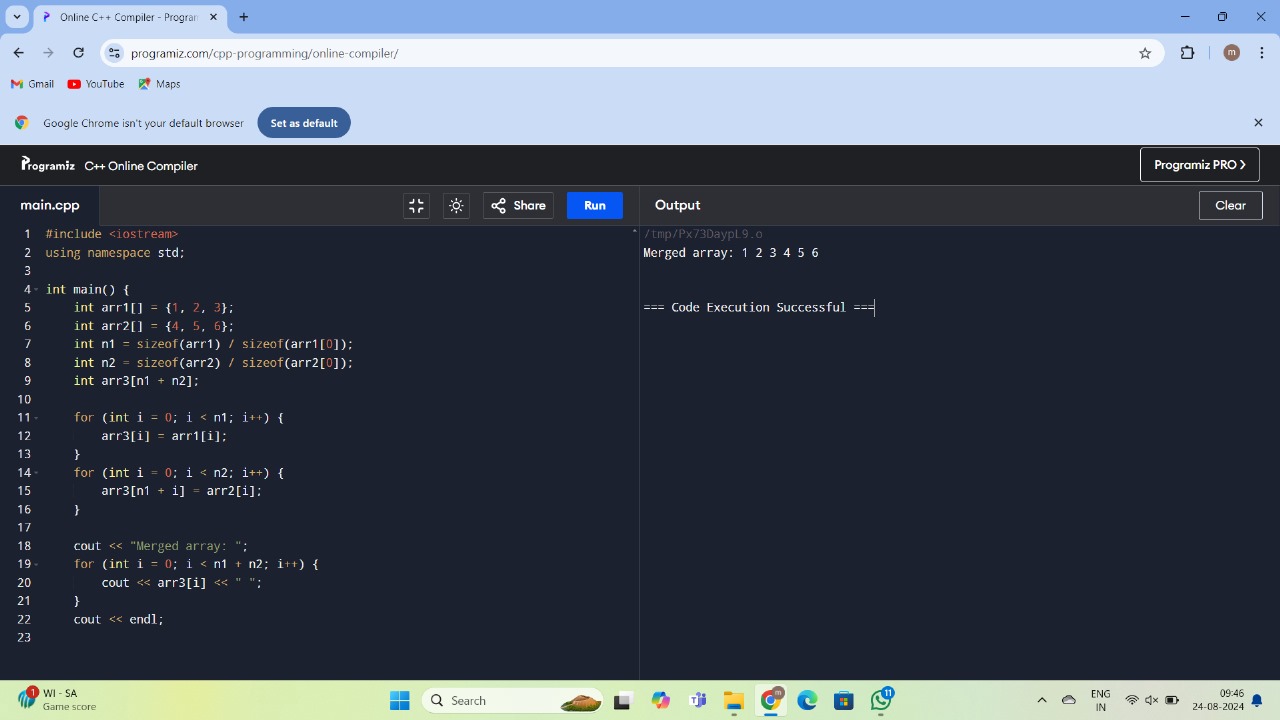 Online C++ Compiler - Program
programiz.com/cpp-programming/online-compiler/
m
Gmail YouTube Maps
Google Chrome isn't your default browser Set as default
Programiz C++ Online Compiler Programiz PRO >
main.cpp Share Run Output Clear
1 #include <iostream>
2 using namespace std;
3
4 int main() {
5     int arr1[] = {1, 2, 3};
6     int arr2[] = {4, 5, 6};
7     int n1 = sizeof(arr1) / sizeof(arr1[0]);
8     int n2 = sizeof(arr2) / sizeof(arr2[0]);
9     int arr3[n1 + n2];
10
11     for (int i = 0; i < n1; i++) {
12         arr3[i] = arr1[i];
13     }
14     for (int i = 0; i < n2; i++) {
15         arr3[n1 + i] = arr2[i];
16     }
17
18     cout << "Merged array: ";
19     for (int i = 0; i < n1 + n2; i++) {
20         cout << arr3[i] << " ";
21     }
22     cout << endl;
23
/tmp/Px73DaypL9.o
Merged array: 1 2 3 4 5 6
=== Code Execution Successful ===
1 WI - SA
Game score
Search
m
11
ENG
IN
09:46
24-08-2024